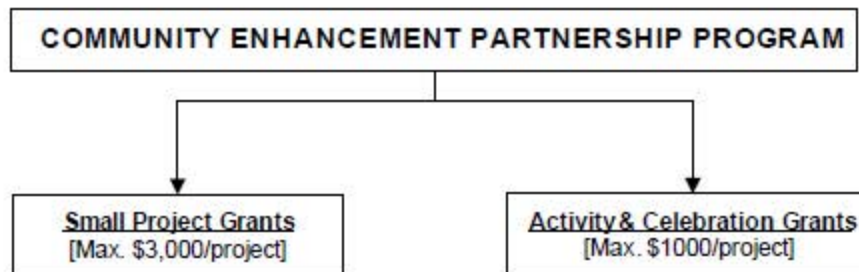 COMMUNITY ENHANCEMENT PARTNERSHIP PROGRAM
Small Project Grants
[Max. $3,000/project]
Activity & Celebration Grants
[Max. $1000/project]